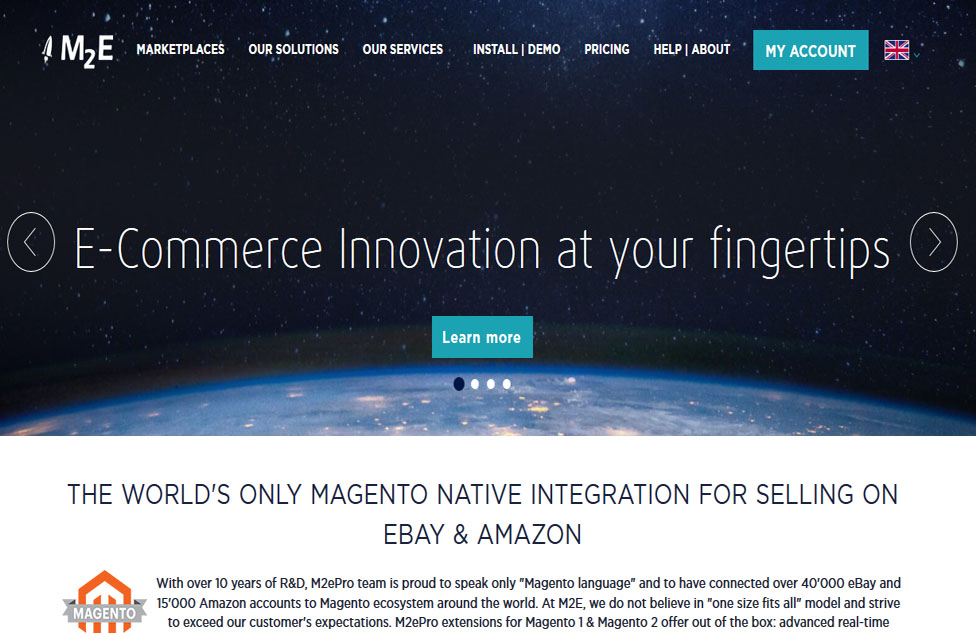 M2E
MARKETPLACES OUR SOLUTIONS OUR SERVICES INSTALL | DEMO PRICING HELP | ABOUT MY ACCOUNT
E-Commerce Innovation at your fingertips
Learn more
THE WORLD'S ONLY MAGENTO NATIVE INTEGRATION FOR SELLING ON
EBAY & AMAZON
MAGENTO
With over 10 years of R&D, M2ePro team is proud to speak only "Magento language" and to have connected over 40'000 eBay and
15'000 Amazon accounts to Magento ecosystem around the world. At M2E, we do not believe in "one size fits all" model and strive
to exceed our customer's expectations. M2ePro extensions for Magento 1 & Magento 2 offer out of the box: advanced real-time